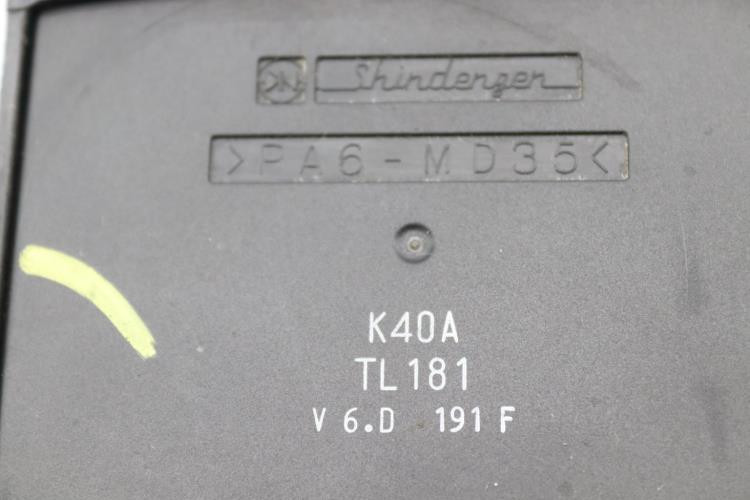 Shindengen
>PA6-MD35<
K40A
TL181
V 6.D 191 F